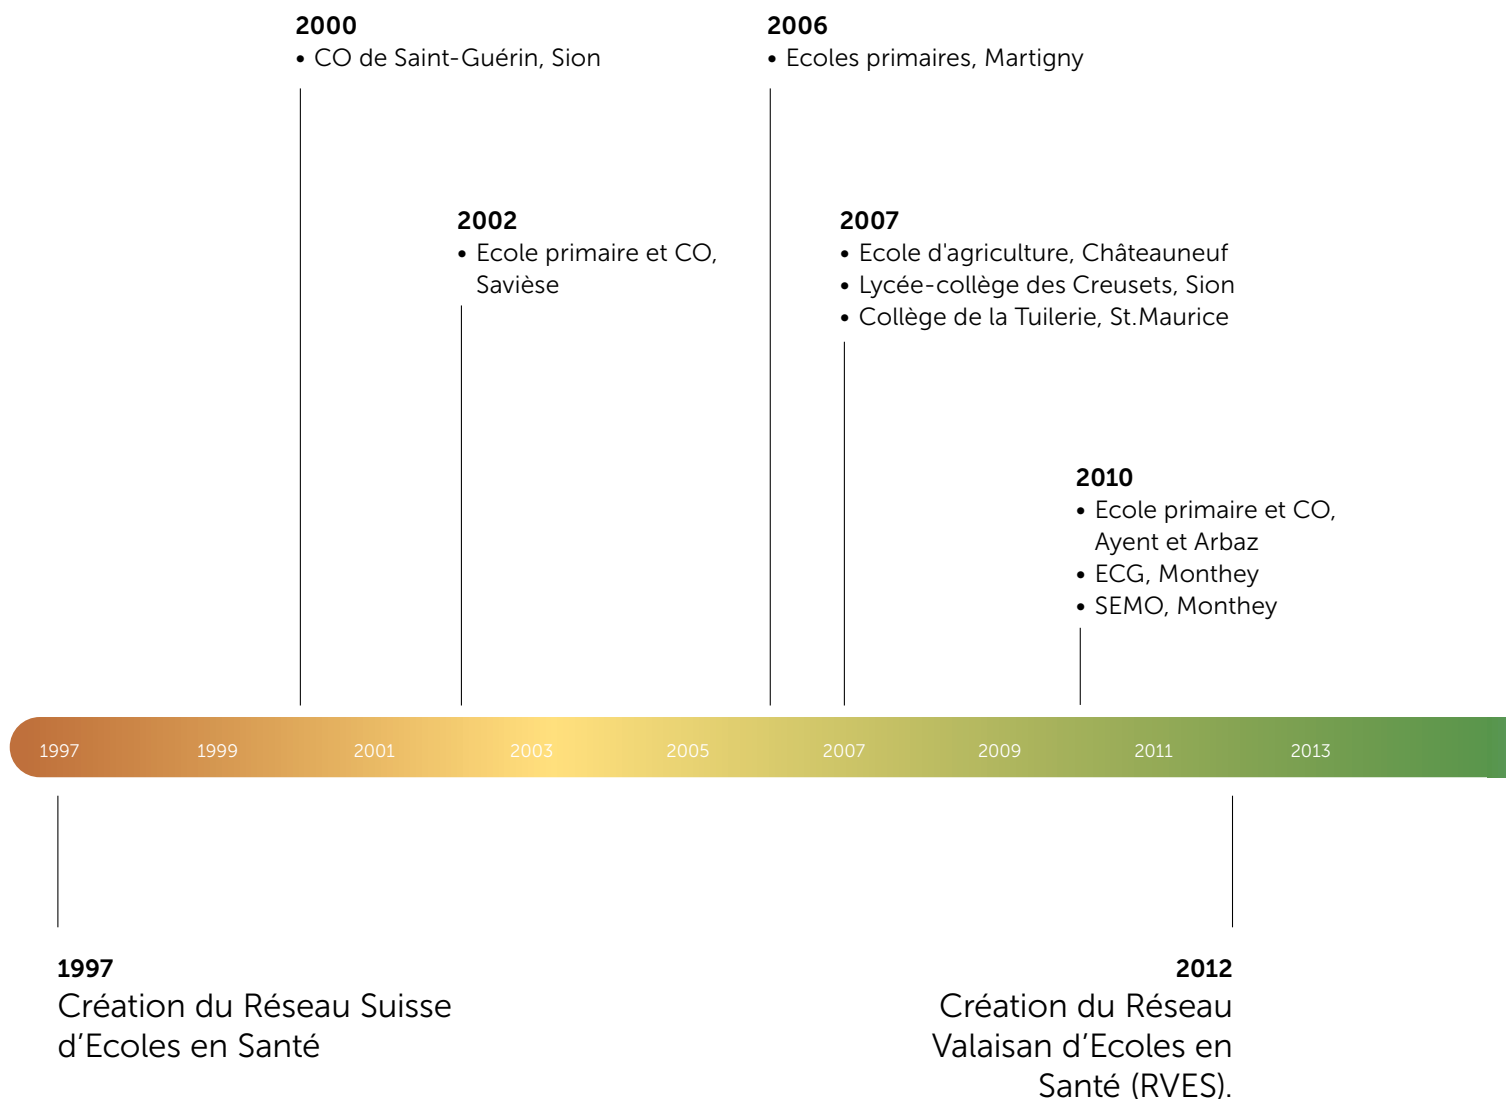 2000
• CO de Saint-Guérin, Sion
2006
• Ecoles primaires, Martigny
2002
• Ecole primaire et CO,
Savièse
2007
• Ecole d'agriculture, Châteauneuf
• Lycée-collège des Creusets, Sion
• Collège de la Tuilerie, St.Maurice
2010
• Ecole primaire et CO,
Ayent et Arbaz
• ECG, Monthey
• SEMO, Monthey
1997 1999 2001 2003 2005 2007 2009 2011 2013
1997
Création du Réseau Suisse
d’Ecoles en Santé
2012
Création du Réseau
Valaisan d’Ecoles en
Santé (RVES).